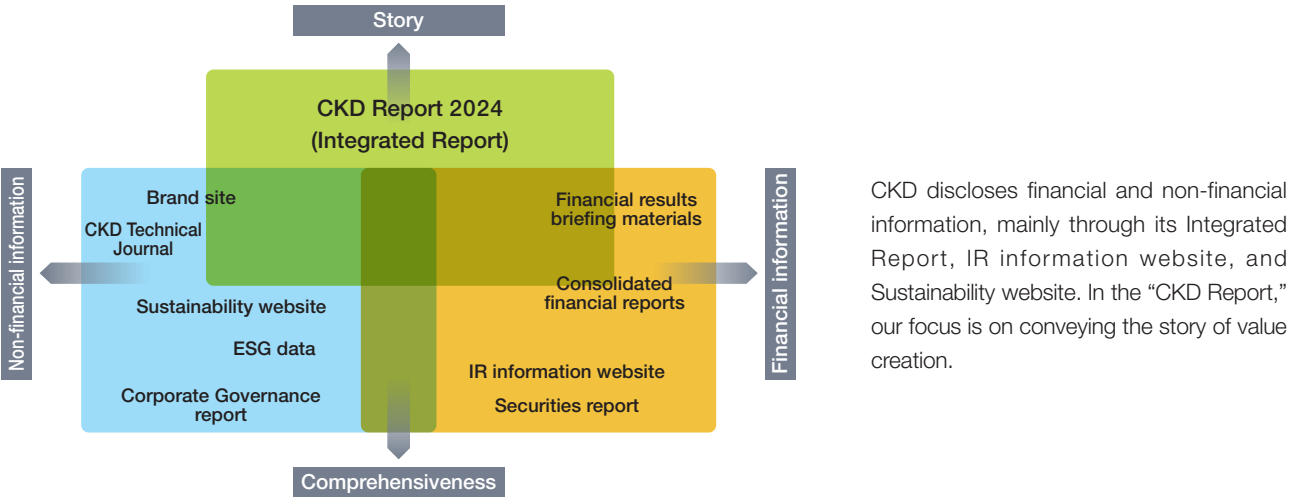 Story
CKD Report 2024
(Integrated Report)
Non-financial information
Brand site
CKD Technical
Journal
Sustainability website
ESG data
Corporate Governance
report
Financial results
briefing materials
Consolidated
financial reports
IR information website
Securities report
Financial information
Comprehensiveness
CKD discloses financial and non-financial
information, mainly through its Integrated
Report, IR information website, and
Sustainability website. In the “CKD Report,”
our focus is on conveying the story of value
creation.